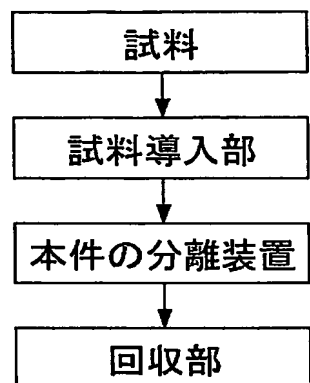 試料
試料導入部
本件の分離装置
回収部